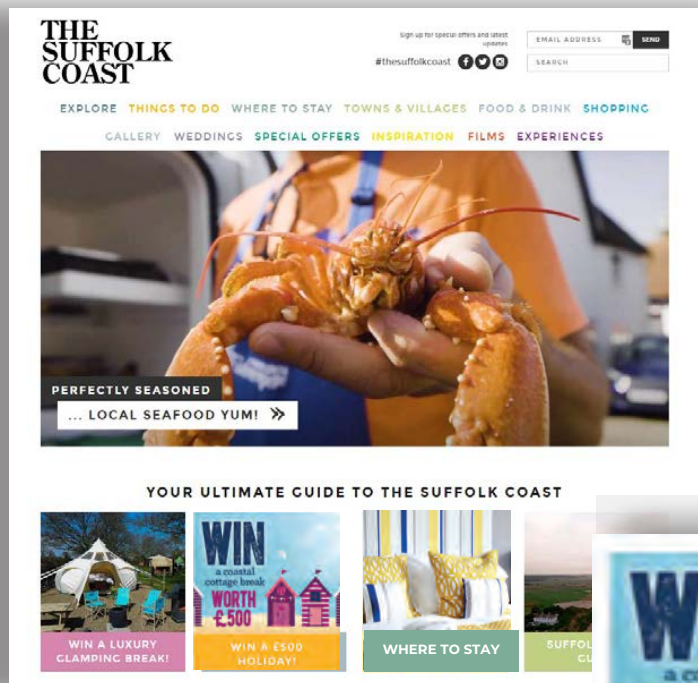 THE
SUFFOLK
COAST
Sign up for special offers and latest
updates
EMAIL ADDRESS
SEND
#thesuffolkcoast
SEARCH
EXPLORE THINGS TO DO WHERE TO STAY TOWNS & VILLAGES FOOD & DRINK SHOPPING
GALLERY WEDDINGS SPECIAL OFFERS INSPIRATION FILMS EXPERIENCES
PERFECTLY SEASONED
... LOCAL SEAFOOD YUM! »
YOUR ULTIMATE GUIDE TO THE SUFFOLK COAST
WIN A LUXURY
GLAMPING BREAK!
WIN
a coastal
cottage break
WORTH
£500
WIN A £500
HOLIDAY!
WHERE TO STAY
SUFFOL
W